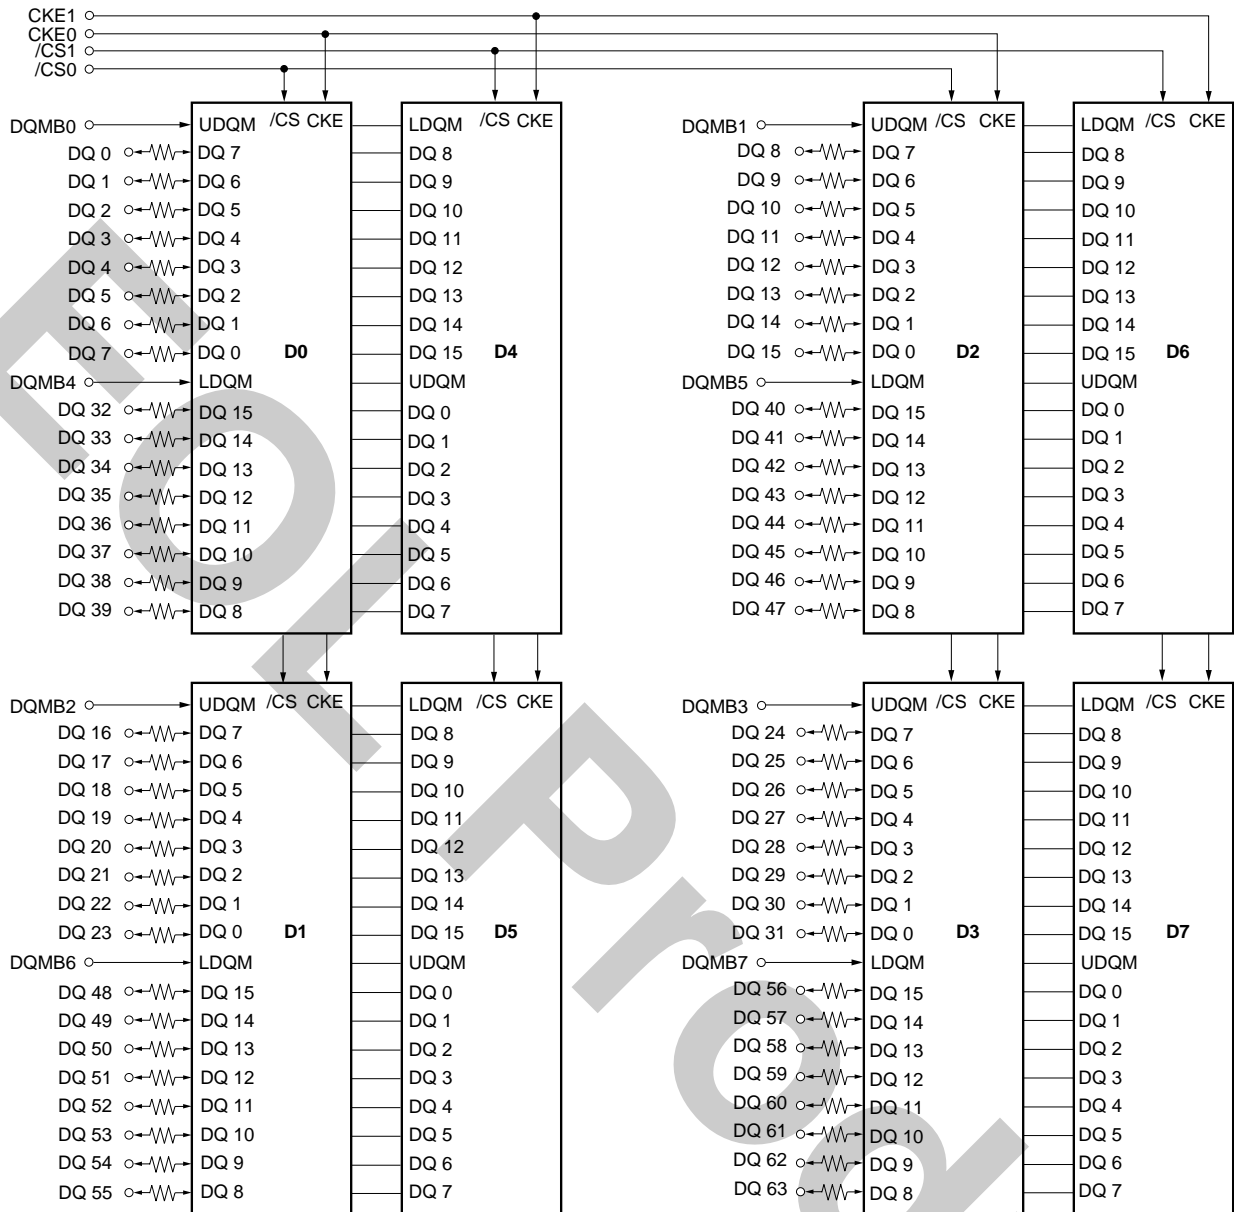 CKE1
CKE0
/CS1
/CS0
DQMB0 UDQM /CS CKE LDQM /CS CKE DQMB1 UDQM /CS CKE LDQM /CS CKE
DQ 0 DQ 7 DQ 8 DQ 8 DQ 7 DQ 8
DQ 1 DQ 6 DQ 9 DQ 9 DQ 6 DQ 9
DQ 2 DQ 5 DQ 10 DQ 10 DQ 5 DQ 10
DQ 3 DQ 4 DQ 11 DQ 11 DQ 4 DQ 11
DQ 4 DQ 3 DQ 12 DQ 12 DQ 3 DQ 12
DQ 5 DQ 2 DQ 13 DQ 13 DQ 2 DQ 13
DQ 6 DQ 1 DQ 14 DQ 14 DQ 1 DQ 14
DQ 7 DQ 0 D0 DQ 15 D4 DQ 15 DQ 0 D2 DQ 15 D6
DQMB4 LDQM UDQM DQMB5 LDQM UDQM
DQ 32 DQ 15 DQ 0 DQ 40 DQ 15 DQ 0
DQ 33 DQ 14 DQ 1 DQ 41 DQ 14 DQ 1
DQ 34 DQ 13 DQ 2 DQ 42 DQ 13 DQ 2
DQ 35 DQ 12 DQ 3 DQ 43 DQ 12 DQ 3
DQ 36 DQ 11 DQ 4 DQ 44 DQ 11 DQ 4
DQ 37 DQ 10 DQ 5 DQ 45 DQ 10 DQ 5
DQ 38 DQ 9 DQ 6 DQ 46 DQ 9 DQ 6
DQ 39 DQ 8 DQ 7 DQ 47 DQ 8 DQ 7
DQMB2 UDQM /CS CKE LDQM /CS CKE DQMB3 UDQM /CS CKE LDQM /CS CKE
DQ 16 DQ 7 DQ 8 DQ 24 DQ 7 DQ 8
DQ 17 DQ 6 DQ 9 DQ 25 DQ 6 DQ 9
DQ 18 DQ 5 DQ 10 DQ 26 DQ 5 DQ 10
DQ 19 DQ 4 DQ 11 DQ 27 DQ 4 DQ 11
DQ 20 DQ 3 DQ 12 DQ 28 DQ 3 DQ 12
DQ 21 DQ 2 DQ 13 DQ 29 DQ 2 DQ 13
DQ 22 DQ 1 DQ 14 DQ 30 DQ 1 DQ 14
DQ 23 DQ 0 D1 DQ 15 D5 DQ 31 DQ 0 D3 DQ 15 D7
DQMB6 LDQM UDQM DQMB7 LDQM UDQM
DQ 48 DQ 15 DQ 0 DQ 56 DQ 15 DQ 0
DQ 49 DQ 14 DQ 1 DQ 57 DQ 14 DQ 1
DQ 50 DQ 13 DQ 2 DQ 58 DQ 13 DQ 2
DQ 51 DQ 12 DQ 3 DQ 59 DQ 12 DQ 3
DQ 52 DQ 11 DQ 4 DQ 60 DQ 11 DQ 4
DQ 53 DQ 10 DQ 5 DQ 61 DQ 10 DQ 5
DQ 54 DQ 9 DQ 6 DQ 62 DQ 9 DQ 6
DQ 55 DQ 8 DQ 7 DQ 63 DQ 8 DQ 7
EOL Prod